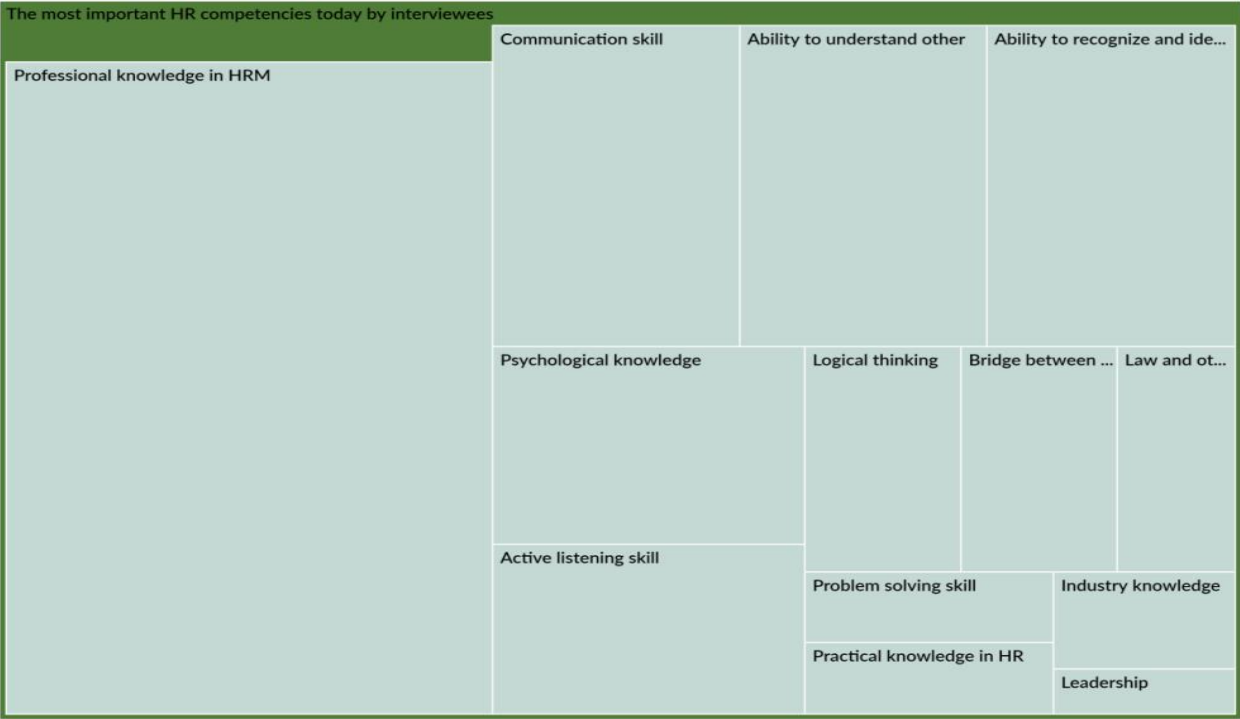 The most important HR competencies today by interviewees
Professional knowledge in HRM
Communication skill
Ability to understand other
Ability to recognize and ide...
Psychological knowledge
Logical thinking
Bridge between ...
Law and ot...
Active listening skill
Problem solving skill
Industry knowledge
Practical knowledge in HR
Leadership